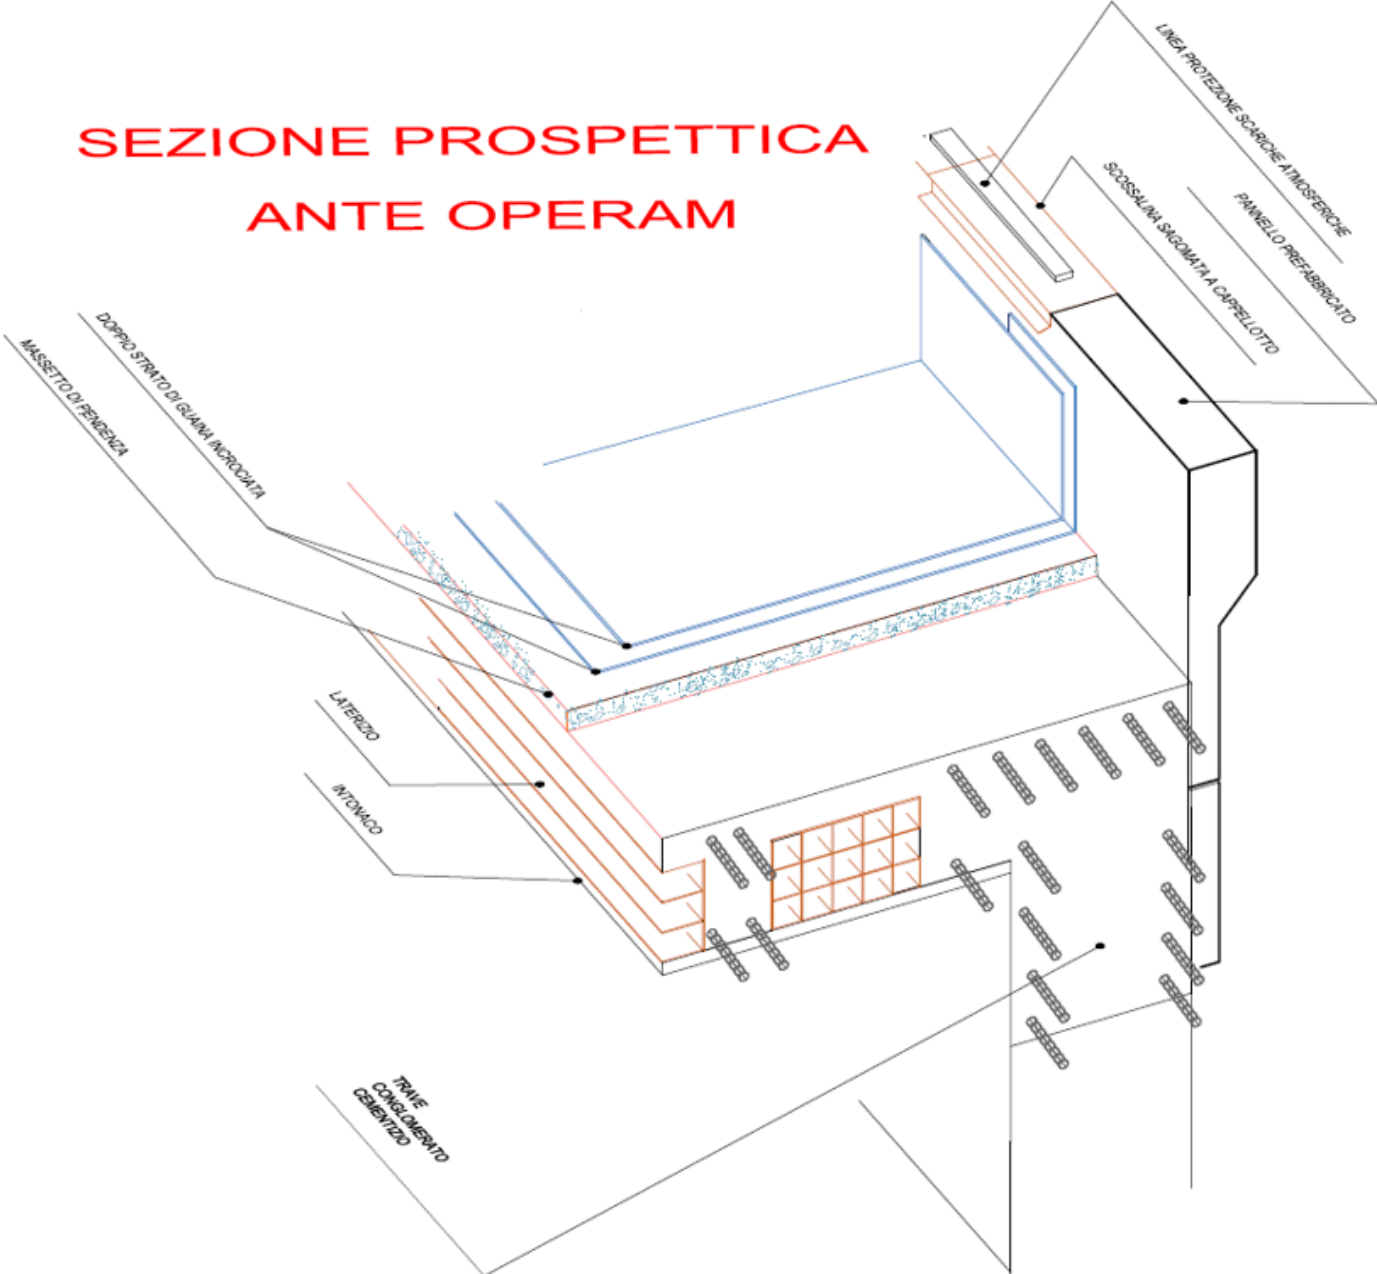 SEZIONE PROSPETTICA
ANTE OPERAM
LINEA PROTEZIONE SCARICHE ATMOSFERICHE
SCOSSALINA SAGOMATA A CAPPELLOTTO
PANNELLO PREFABBRICATO
DOPPIO STRATO DI GUAINA INCROCIATA
MASSETTO DI PENDENZA
LATERIZIO
INTONACO
TRAVE
CONGLOMERATO
CEMENTIZIO